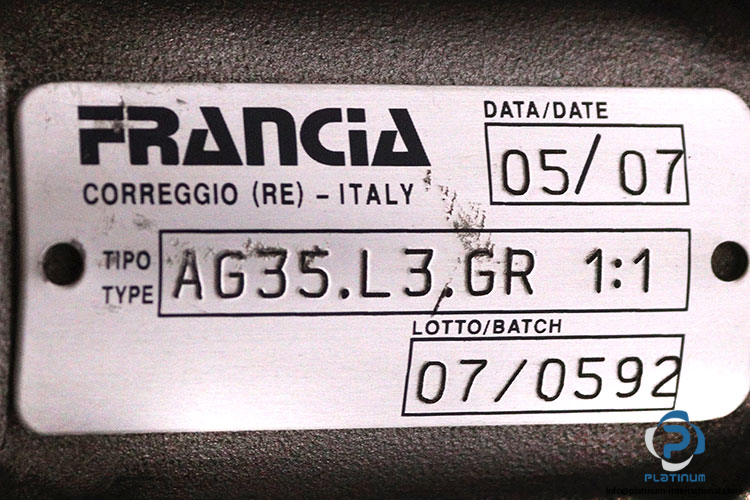 FRANCIA
CORREGGIO (RE) - ITALY
DATA/DATE
05/07
TIPO
TYPE
AG35.L3.GR 1:1
LOTTO/BATCH
07/0592
PLATINUM